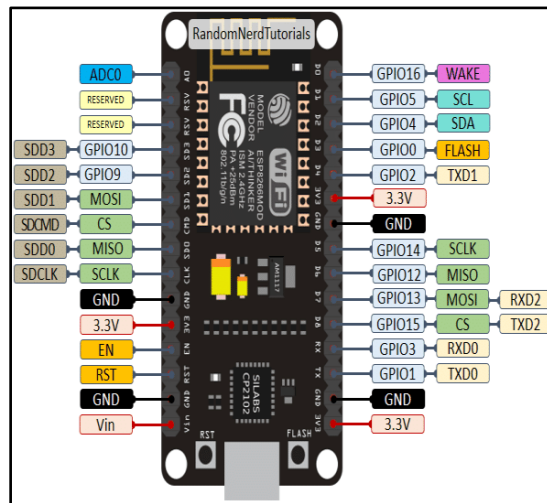 RandomNerdTutorials
ADC0 A0 D0 GPIO16 WAKE
RESERVED RSV D1 GPIO5 SCL
RESERVED RSV D2 GPIO4 SDA
SDD3 GPIO10 SD3 D3 GPIO0 FLASH
SDD2 GPIO9 SD2 D4 GPIO2 TXD1
SDD1 MOSI SD1 3V3 3.3V
SDCMD CS CMD GND GND
SDD0 MISO SD0 D5 GPIO14 SCLK
SDCLK SCLK CLK D6 GPIO12 MISO
GND GND D7 GPIO13 MOSI RXD2
3.3V 3V3 D8 GPIO15 CS TXD2
EN EN RX GPIO3 RXD0
RST RST TX GPIO1 TXD0
GND GND GND GND
Vin Vin 3V3 3.3V
MODEL ESP8266MOD
VENDOR AI/THINKER
ISM 2.4GHz
PA +25dBm
802.11b/g/n
FC
Wi Fi
AM1117
SILABS
CP2102
RST
FLASH